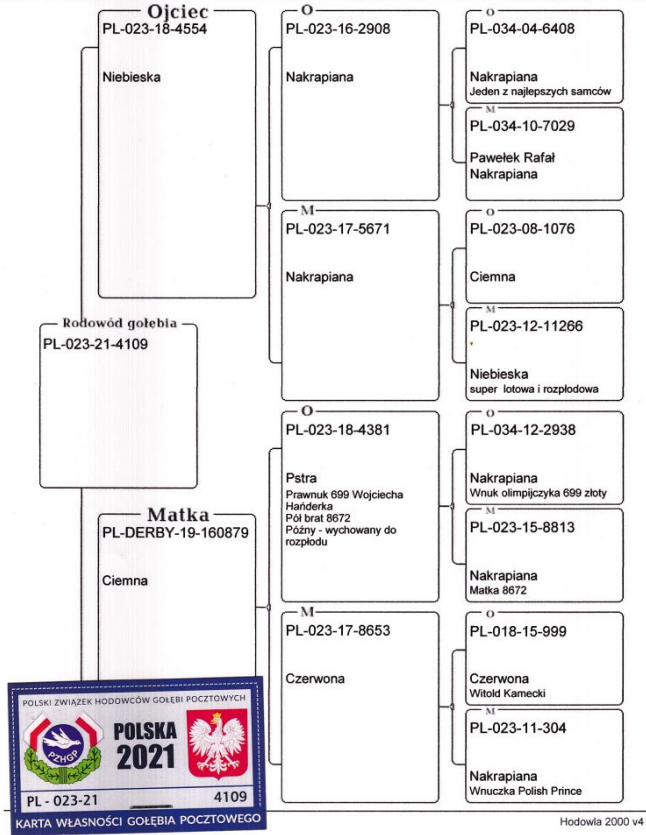 Ojciec
PL-023-18-4554
Niebieska
O
PL-023-16-2908
Nakrapiana
O
PL-034-04-6408
Nakrapiana
Jeden z najlepszych samców
M
PL-034-10-7029
Pawełek Rafał
Nakrapiana
M
PL-023-17-5671
Nakrapiana
O
PL-023-08-1076
Ciemna
M
PL-023-12-11266
Niebieska
super lotowa i rozpłodowa
Rodowód gołębia
PL-023-21-4109
Matka
PL-DERBY-19-160879
Ciemna
O
PL-023-18-4381
Pstra
Prawnuk 699 Wojciecha
Hańderka
Pół brat 8672
Późny - wychowany do
rozpłodu
O
PL-034-12-2938
Nakrapiana
Wnuk olimpijczyka 699 złoty
M
PL-023-15-8813
Nakrapiana
Matka 8672
M
PL-023-17-8653
Czerwona
O
PL-018-15-999
Czerwona
Witold Kamecki
M
PL-023-11-304
Nakrapiana
Wnuczka Polish Prince
POLSKI ZWIĄZEK HODOWCÓW GOŁĘBI POCZTOWYCH
PZHGP
POLSKA
2021
PL - 023-21 4109
KARTA WŁASNOŚCI GOŁĘBIA POCZTOWEGO
Hodowla 2000 v4